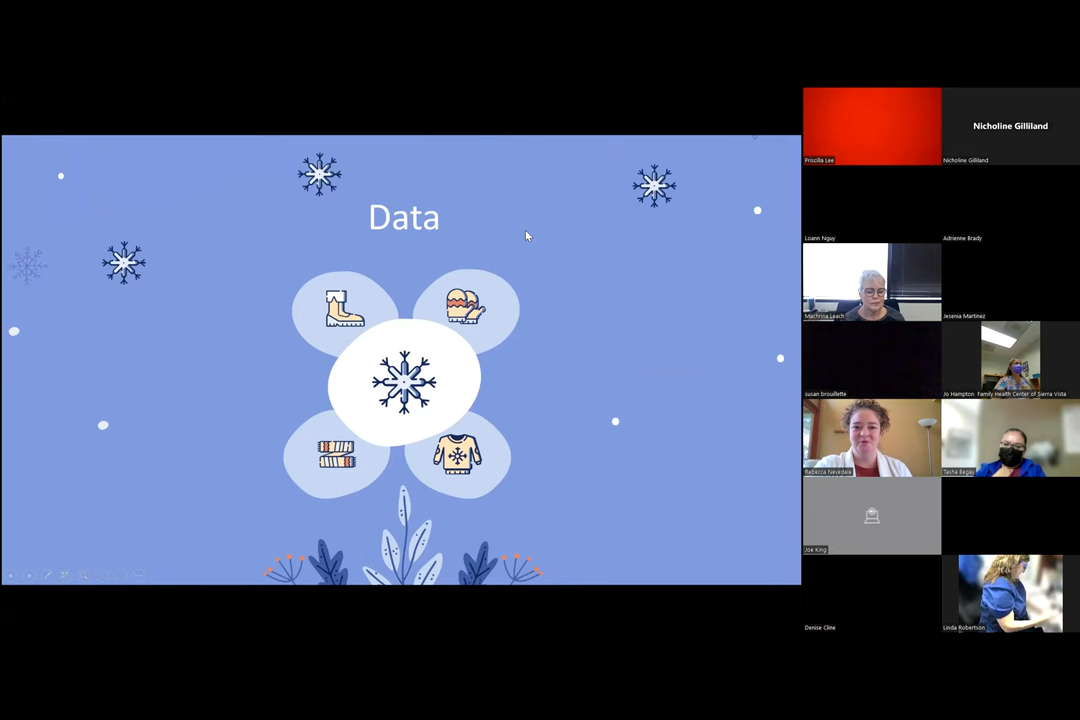 Data
Priscilla Lee
Nicholine Gilliland
Nicholine Gilliland
Loann Nguy
Adrienne Brady
Machrina Leach
Jesenia Martinez
susan brouillette
Jo Hampton Family Health Center of Sierra Vista
Rebecca Nevedale
Tasha Begay
Joe King
Denise Cline
Linda Robertson